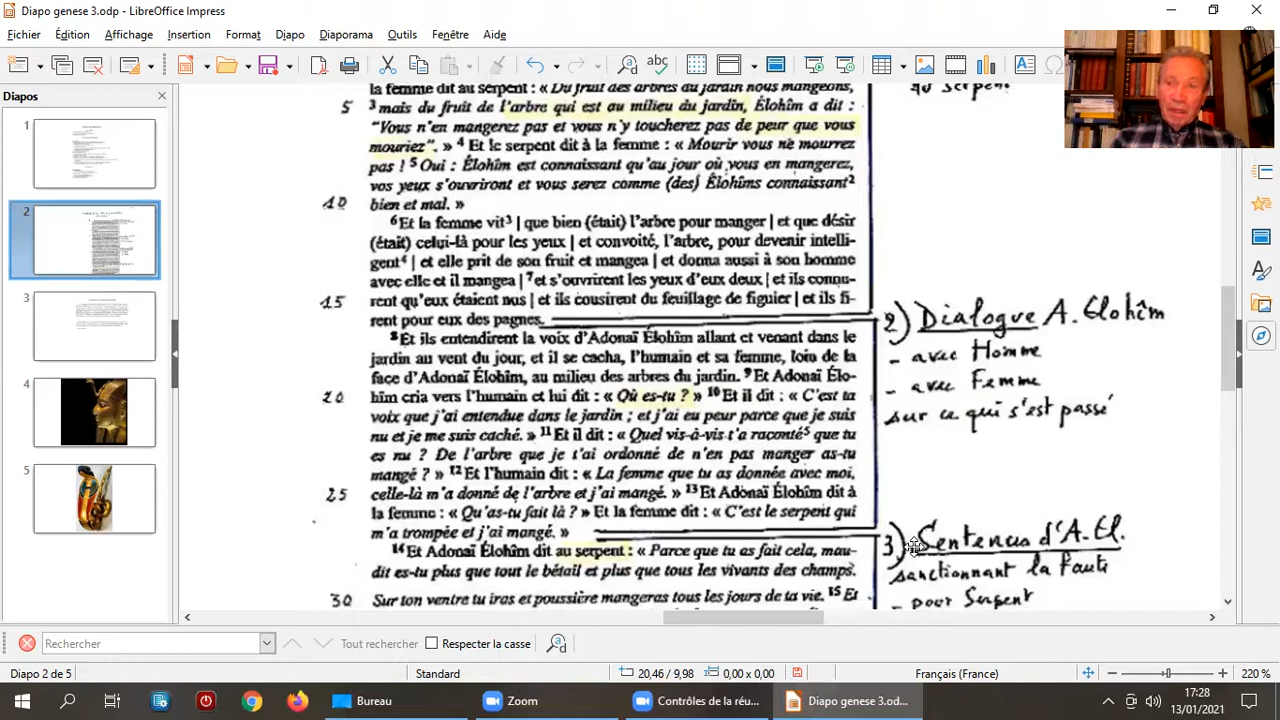 Diapo genese 3.odp - LibreOffice Impress
Fichier Édition Affichage Insertion Format Diapo Diaporama Outils Fenêtre Aide
Diapos
1
2
3
4
5
la femme dit au serpent : « Du fruit des arbres du jardin nous mangeons,
5 ³ mais du fruit de l'arbre qui est au milieu du jardin, Élohîm a dit :
"Vous n'en mangerez pas et vous n'y toucherez pas de peur que vous
mouriez". » ⁴ Et le serpent dit à la femme : « Mourir vous ne mourrez
pas ! ⁵ Oui : Élohîm est connaissant qu'au jour où vous en mangerez,
vos yeux s'ouvriront et vous serez comme (des) Élohîms connaissant²
10 bien et mal. »
⁶ Et la femme vit³ | que bien (était) l'arbre pour manger | et que désir
(était) celui-là pour les yeux | et convoité, l'arbre, pour devenir intelli-
gent⁴ | et elle prit de son fruit et mangea | et donna aussi à son homme
avec elle et il mangea | ⁷ et s'ouvrirent les yeux d'eux deux | et ils connu-
15 rent qu'eux étaient nus | et ils cousirent du feuillage de figuier | et ils fi-
rent pour eux des pagnes.
⁸ Et ils entendirent la voix d'Adonaï Élohîm allant et venant dans le
jardin au vent du jour, et il se cacha, l'humain et sa femme, loin de la
face d'Adonaï Élohîm, au milieu des arbres du jardin. ⁹ Et Adonaï Élo-
20 hîm cria vers l'humain et lui dit : « Où es-tu ? » ¹⁰ Et il dit : « C'est ta
voix que j'ai entendue dans le jardin ; et j'ai eu peur parce que je suis
nu et je me suis caché. » ¹¹ Et il dit : « Quel vis-à-vis t'a raconté⁵ que tu
es nu ? De l'arbre que je t'ai ordonné de n'en pas manger as-tu
mangé ? » ¹² Et l'humain dit : « La femme que tu as donnée avec moi,
25 celle-là m'a donné de l'arbre et j'ai mangé. » ¹³ Et Adonaï Élohîm dit à
la femme : « Qu'as-tu fait là ? » Et la femme dit : « C'est le serpent qui
m'a trompée et j'ai mangé. »
¹⁴ Et Adonaï Élohîm dit au serpent : « Parce que tu as fait cela, mau-
dit es-tu plus que tout le bétail et plus que tous les vivants des champs.
30 Sur ton ventre tu iras et poussière mangeras tous les jours de ta vie. ¹⁵ Et
du serpent
2) Dialogue A. Elohîm
- avec Homme
- avec Femme
sur ce qui s'est passé
3) Sentences d'A. El.
sanctionnant la faute
- pour Serpent
Rechercher Tout rechercher Respecter la casse
Diapo 2 de 5 Standard 20,46 / 9,98 0,00 x 0,00 Français (France) 220 %
Bureau Zoom Contrôles de la réu... Diapo genese 3.od... 17:28
13/01/2021